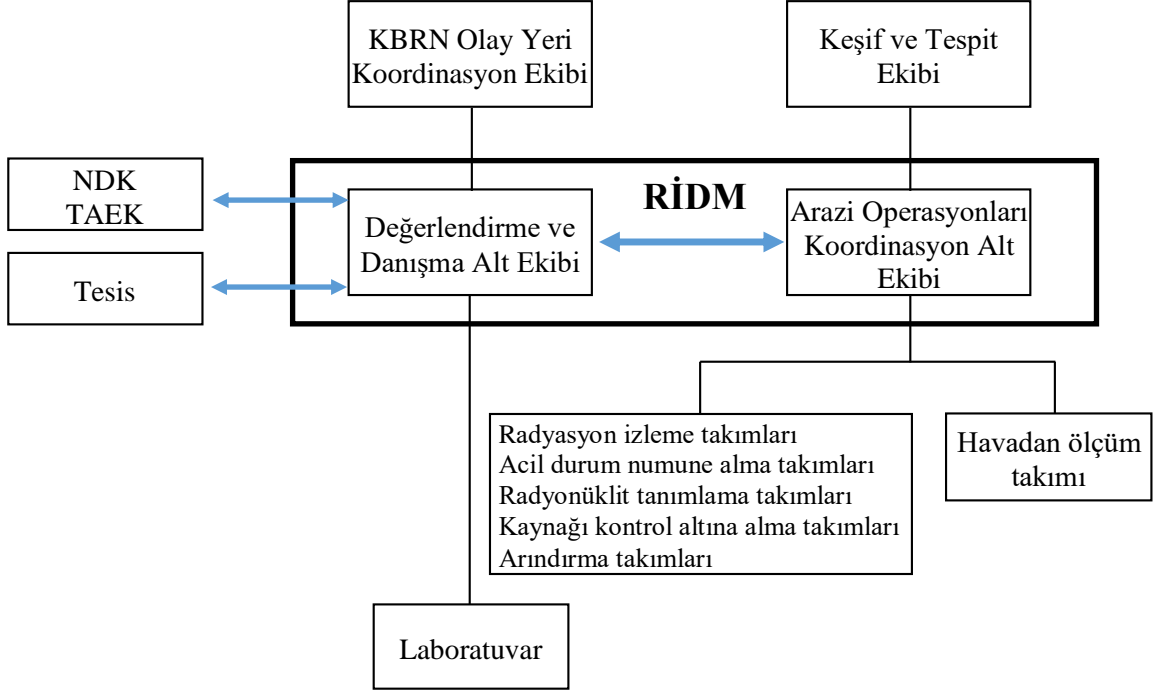 KBRN Olay Yeri
Koordinasyon Ekibi
Keşif ve Tespit
Ekibi
NDK
TAEK
Tesis
RİDM
Değerlendirme ve
Danışma Alt Ekibi
Arazi Operasyonları
Koordinasyon Alt
Ekibi
Radyasyon izleme takımları
Acil durum numune alma takımları
Radyonüklit tanımlama takımları
Kaynağı kontrol altına alma takımları
Arındırma takımları
Havadan ölçüm
takımı
Laboratuvar